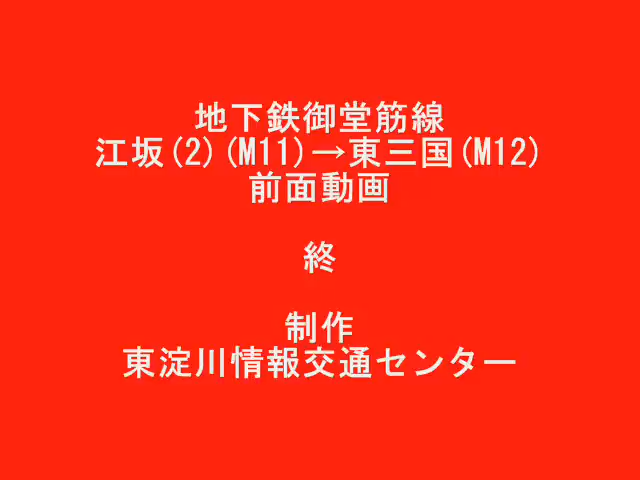 地下鉄御堂筋線
江坂(2)(M11)→東三国(M12)
前面動画
終
制作
東淀川情報交通センター